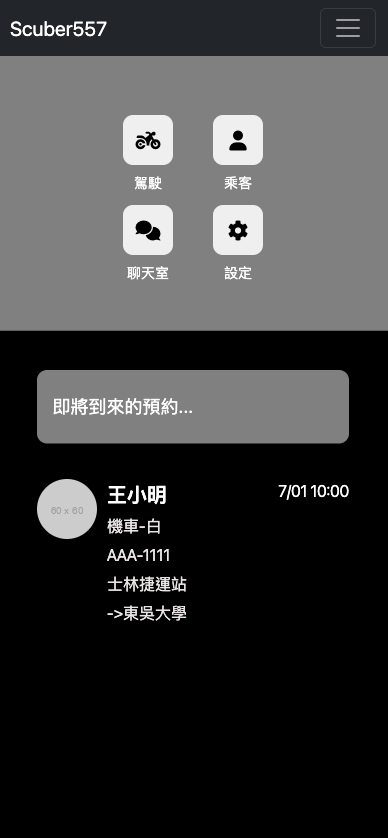 Scuber557
駕駛
乘客
聊天室
設定
即將到來的預約...
60 x 60
王小明
7/01 10:00
機車-白
AAA-1111
士林捷運站
->東吳大學